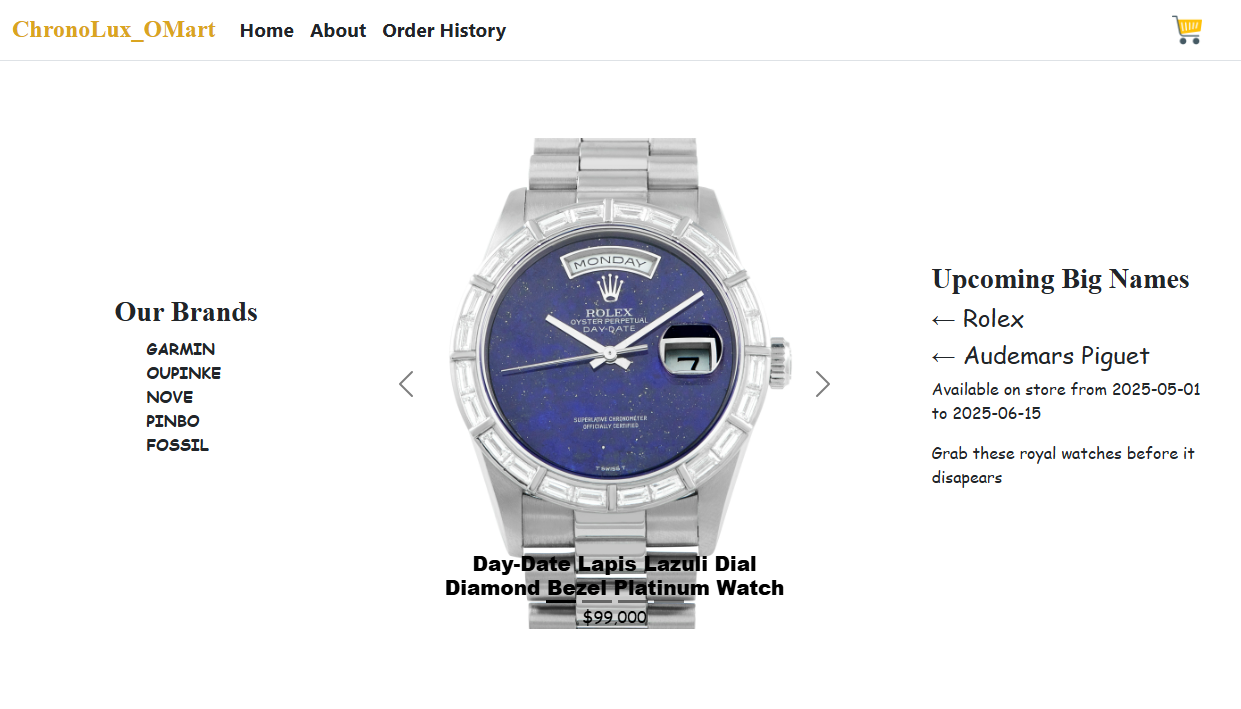 ChronoLux_OMart
Home
About
Order History
Our Brands
GARMIN
OUPINKE
NOVE
PINBO
FOSSIL
MONDAY
ROLEX
OYSTER PERPETUAL
DAY-DATE
7
SUPERLATIVE CHRONOMETER
OFFICIALLY CERTIFIED
T SWISS T
Day-Date Lapis Lazuli Dial
Diamond Bezel Platinum Watch
$99,000
Upcoming Big Names
← Rolex
← Audemars Piguet
Available on store from 2025-05-01
to 2025-06-15
Grab these royal watches before it
disapears